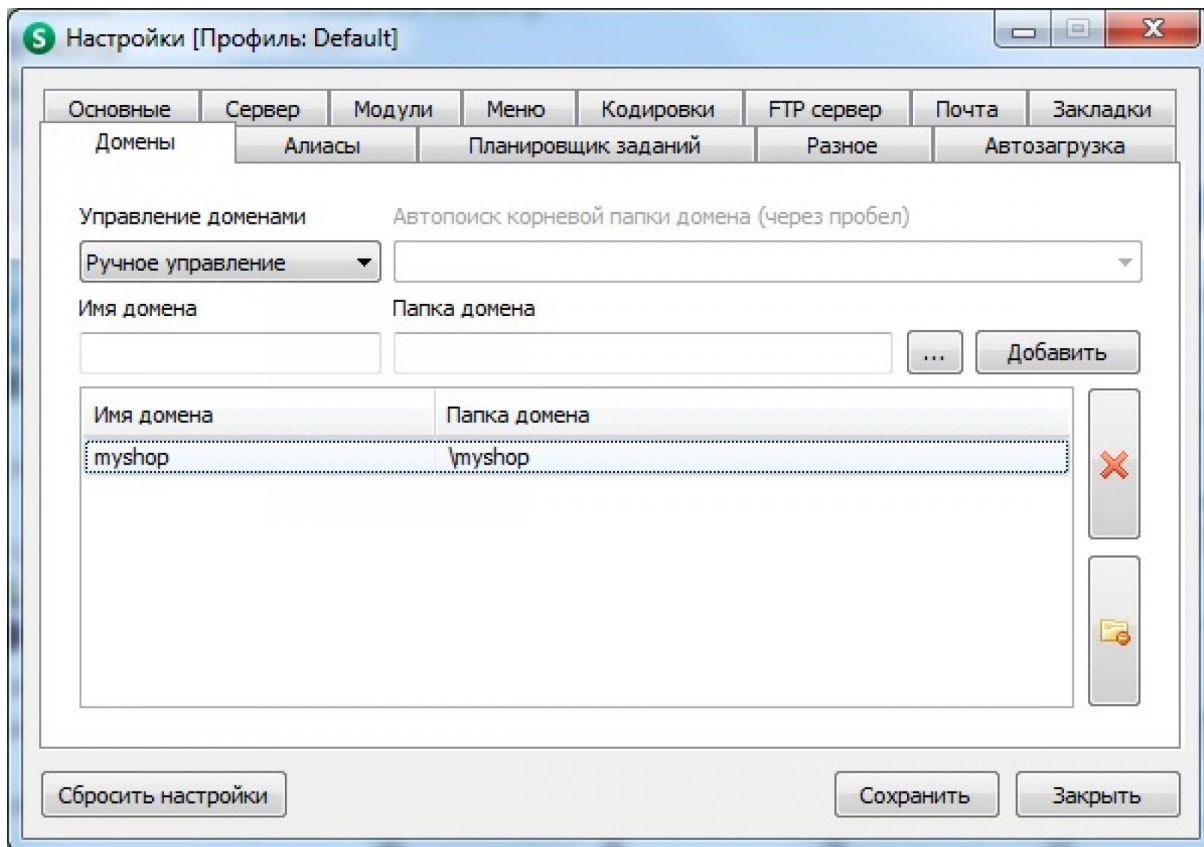 Настройки [Профиль: Default]
Основные Сервер Модули Меню Кодировки FTP сервер Почта Закладки
Домены Алиасы Планировщик заданий Разное Автозагрузка
Управление доменами Автопоиск корневой папки домена (через пробел)
Ручное управление
Имя домена Папка домена
... Добавить
Имя домена Папка домена
myshop \myshop
Сбросить настройки Сохранить Закрыть